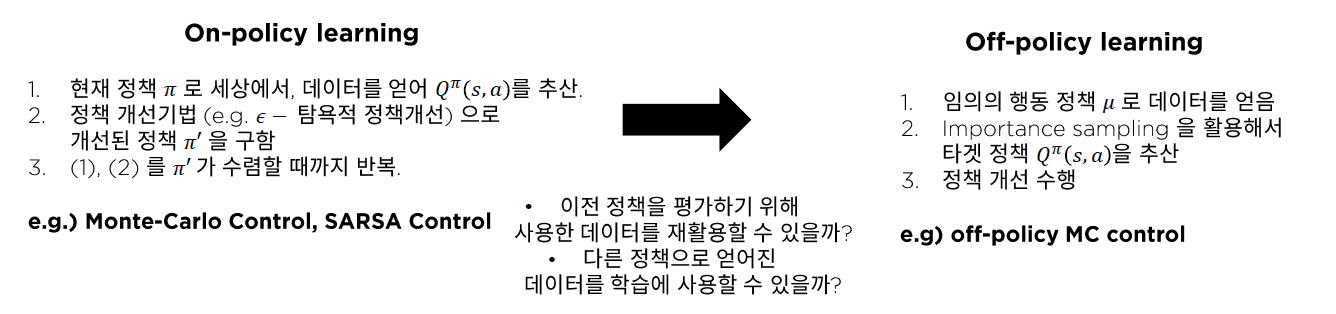 On-policy learning
1. 현재 정책 π 로 세상에서, 데이터를 얻어 Q^π(s, a)를 추산.
2. 정책 개선기법 (e.g. ϵ − 탐욕적 정책개선) 으로
개선된 정책 π′ 을 구함
3. (1), (2) 를 π′ 가 수렴할 때까지 반복.
e.g.) Monte-Carlo Control, SARSA Control
• 이전 정책을 평가하기 위해
사용한 데이터를 재활용할 수 있을까?
• 다른 정책으로 얻어진
데이터를 학습에 사용할 수 있을까?
Off-policy learning
1. 임의의 행동 정책 μ 로 데이터를 얻음
2. Importance sampling 을 활용해서
타겟 정책 Q^π(s, a)을 추산
3. 정책 개선 수행
e.g) off-policy MC control